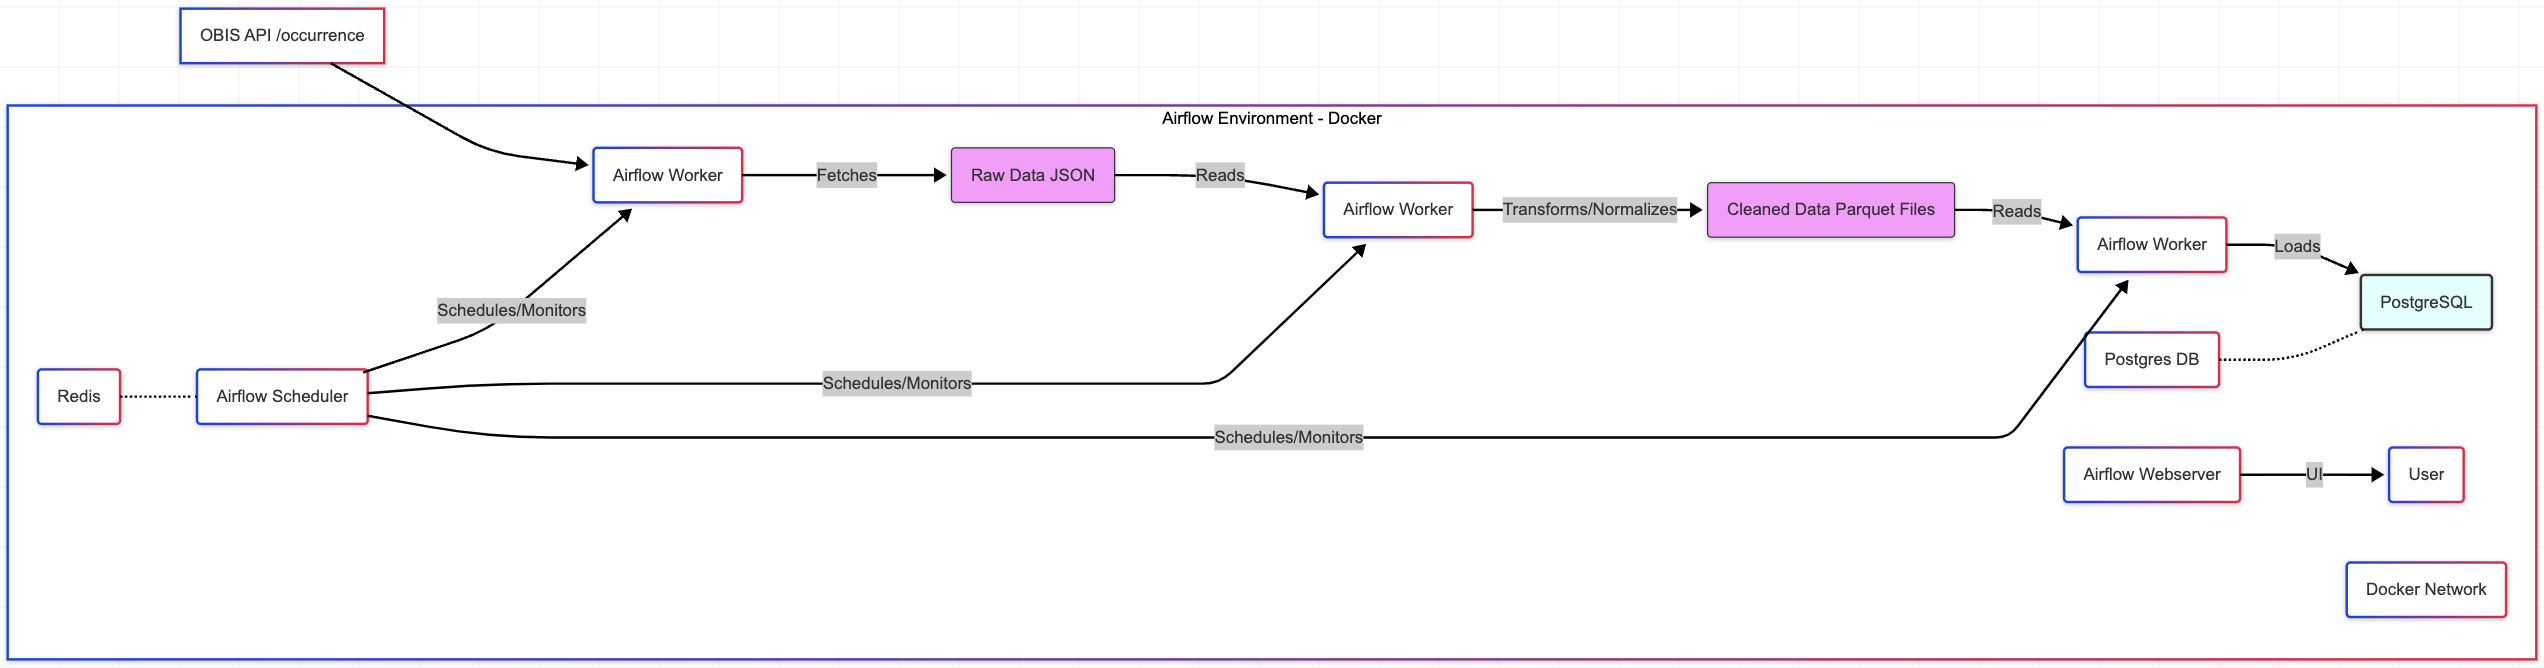 OBIS API /occurrence
Airflow Environment - Docker
Airflow Worker
Fetches
Raw Data JSON
Reads
Airflow Worker
Transforms/Normalizes
Cleaned Data Parquet Files
Reads
Airflow Worker
Loads
PostgreSQL
Schedules/Monitors
Postgres DB
Redis
Airflow Scheduler
Schedules/Monitors
Schedules/Monitors
Airflow Webserver
UI
User
Docker Network